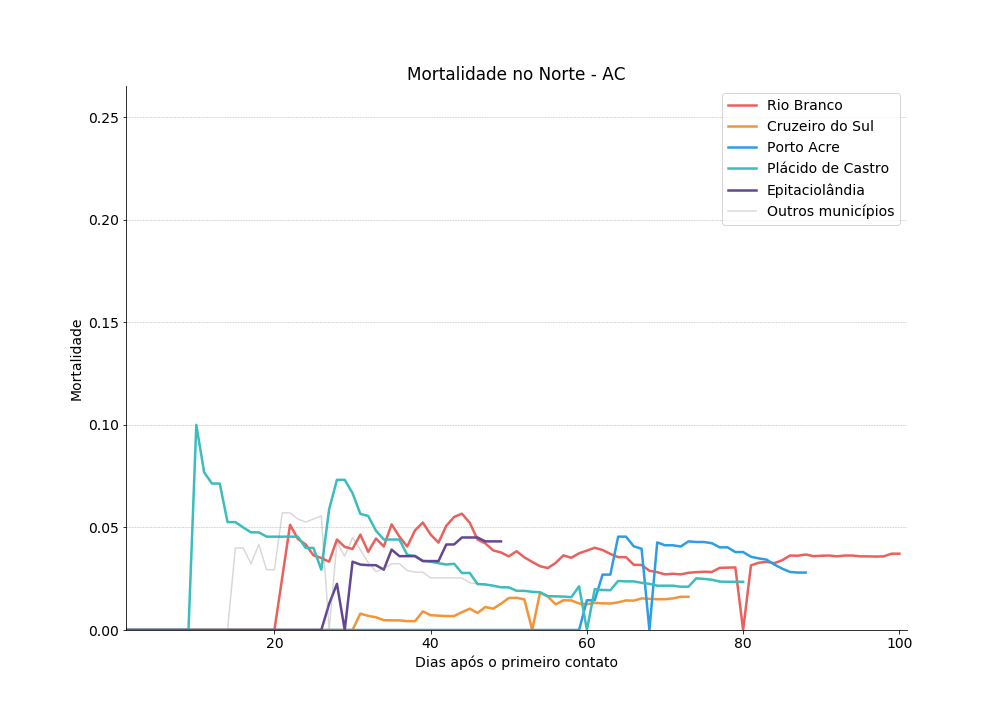 Mortalidade no Norte - AC
Rio Branco
Cruzeiro do Sul
Porto Acre
Plácido de Castro
Epitaciolândia
Outros municípios
Mortalidade
0.25
0.20
0.15
0.10
0.05
0.00
20
40
60
80
100
Dias após o primeiro contato